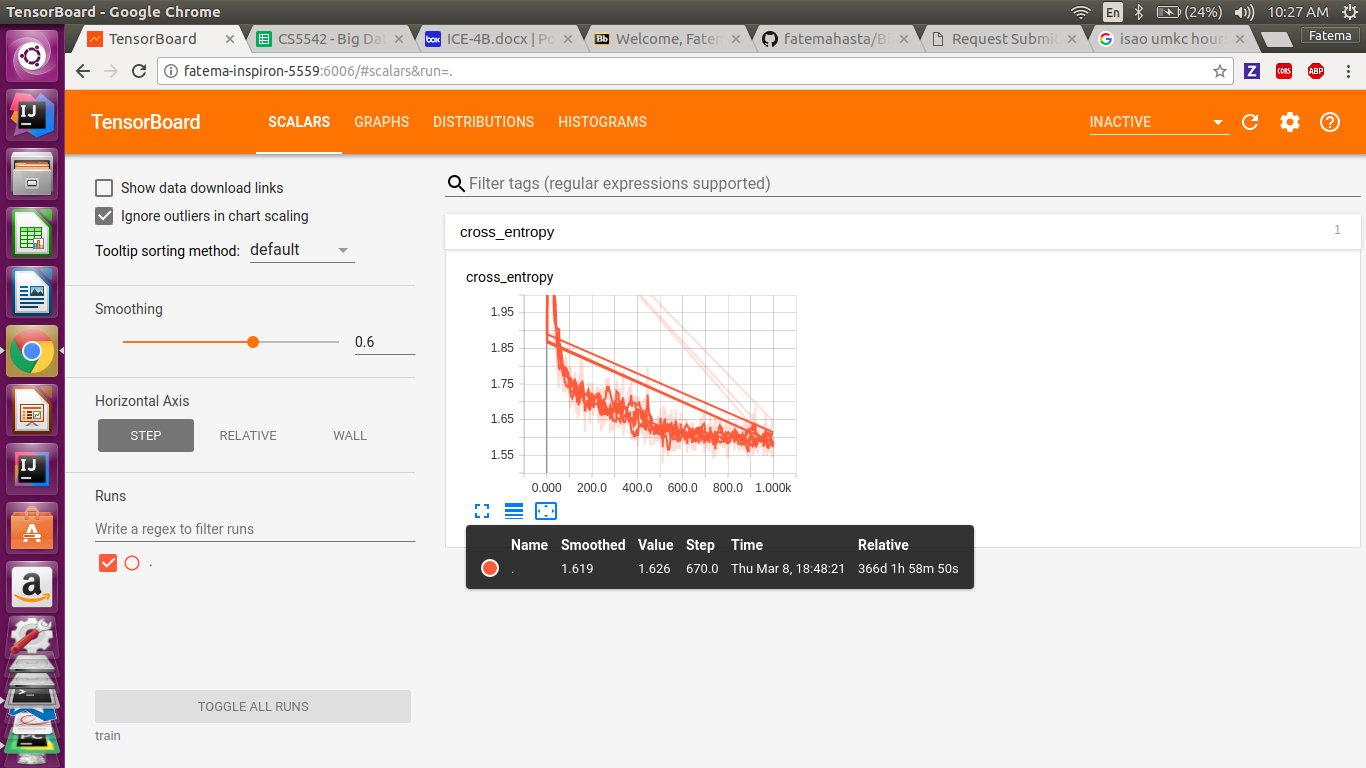 TensorBoard - Google Chrome
En
(24%)
10:27 AM
TensorBoard
CS5542 - Big Da
ICE-4B.docx | Po
Bb
Welcome, Fatem
fatemahasta/Bi
Request Submit
isao umkc hour
Fatema
fatema-inspiron-5559:6006/#scalars&run=.
Z
CORS
ABP
TensorBoard
SCALARS
GRAPHS
DISTRIBUTIONS
HISTOGRAMS
INACTIVE
Show data download links
Ignore outliers in chart scaling
Tooltip sorting method: default
Smoothing
0.6
Horizontal Axis
STEP
RELATIVE
WALL
Runs
Write a regex to filter runs
.
TOGGLE ALL RUNS
train
Filter tags (regular expressions supported)
cross_entropy
1
cross_entropy
1.95
1.85
1.75
1.65
1.55
0.000 200.0 400.0 600.0 800.0 1.000k
Name Smoothed Value Step Time Relative
. 1.619 1.626 670.0 Thu Mar 8, 18:48:21 366d 1h 58m 50s